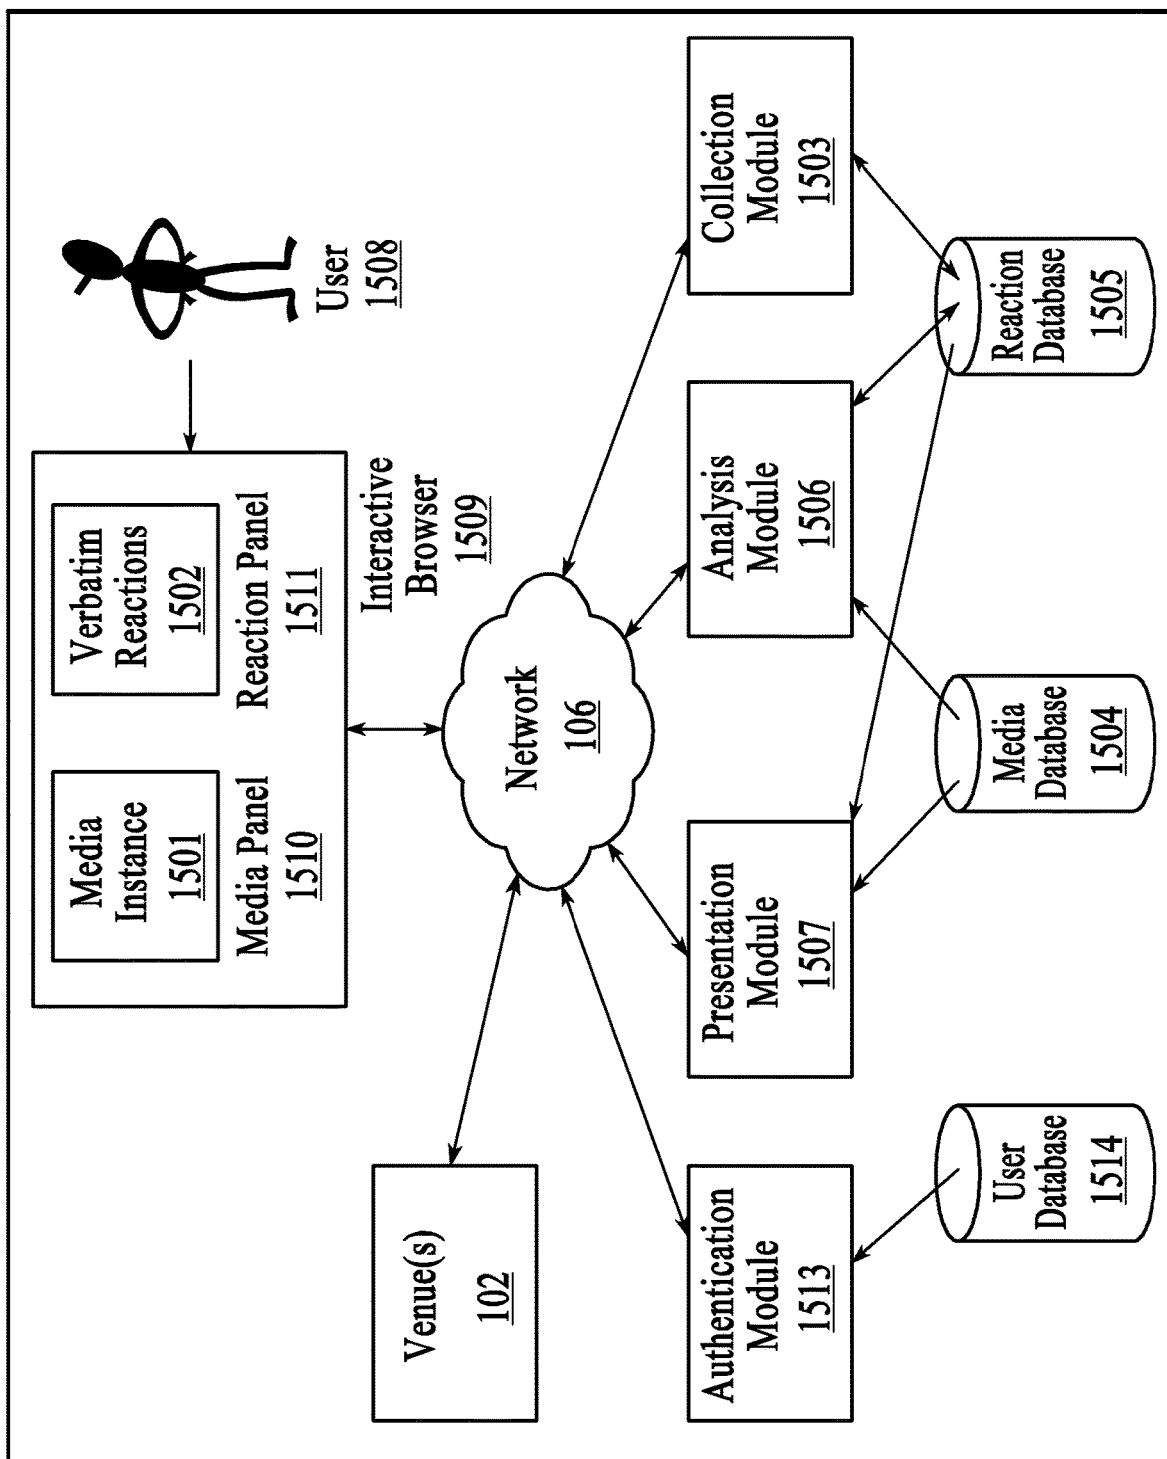 Media
Instance
1501
Media Panel
1510
Verbatim
Reactions
1502
Reaction Panel
1511
User
1508
Interactive
Browser
1509
Venue(s)
102
Network
106
Authentication
Module
1513
Presentation
Module
1507
Analysis
Module
1506
Collection
Module
1503
User
Database
1514
Media
Database
1504
Reaction
Database
1505